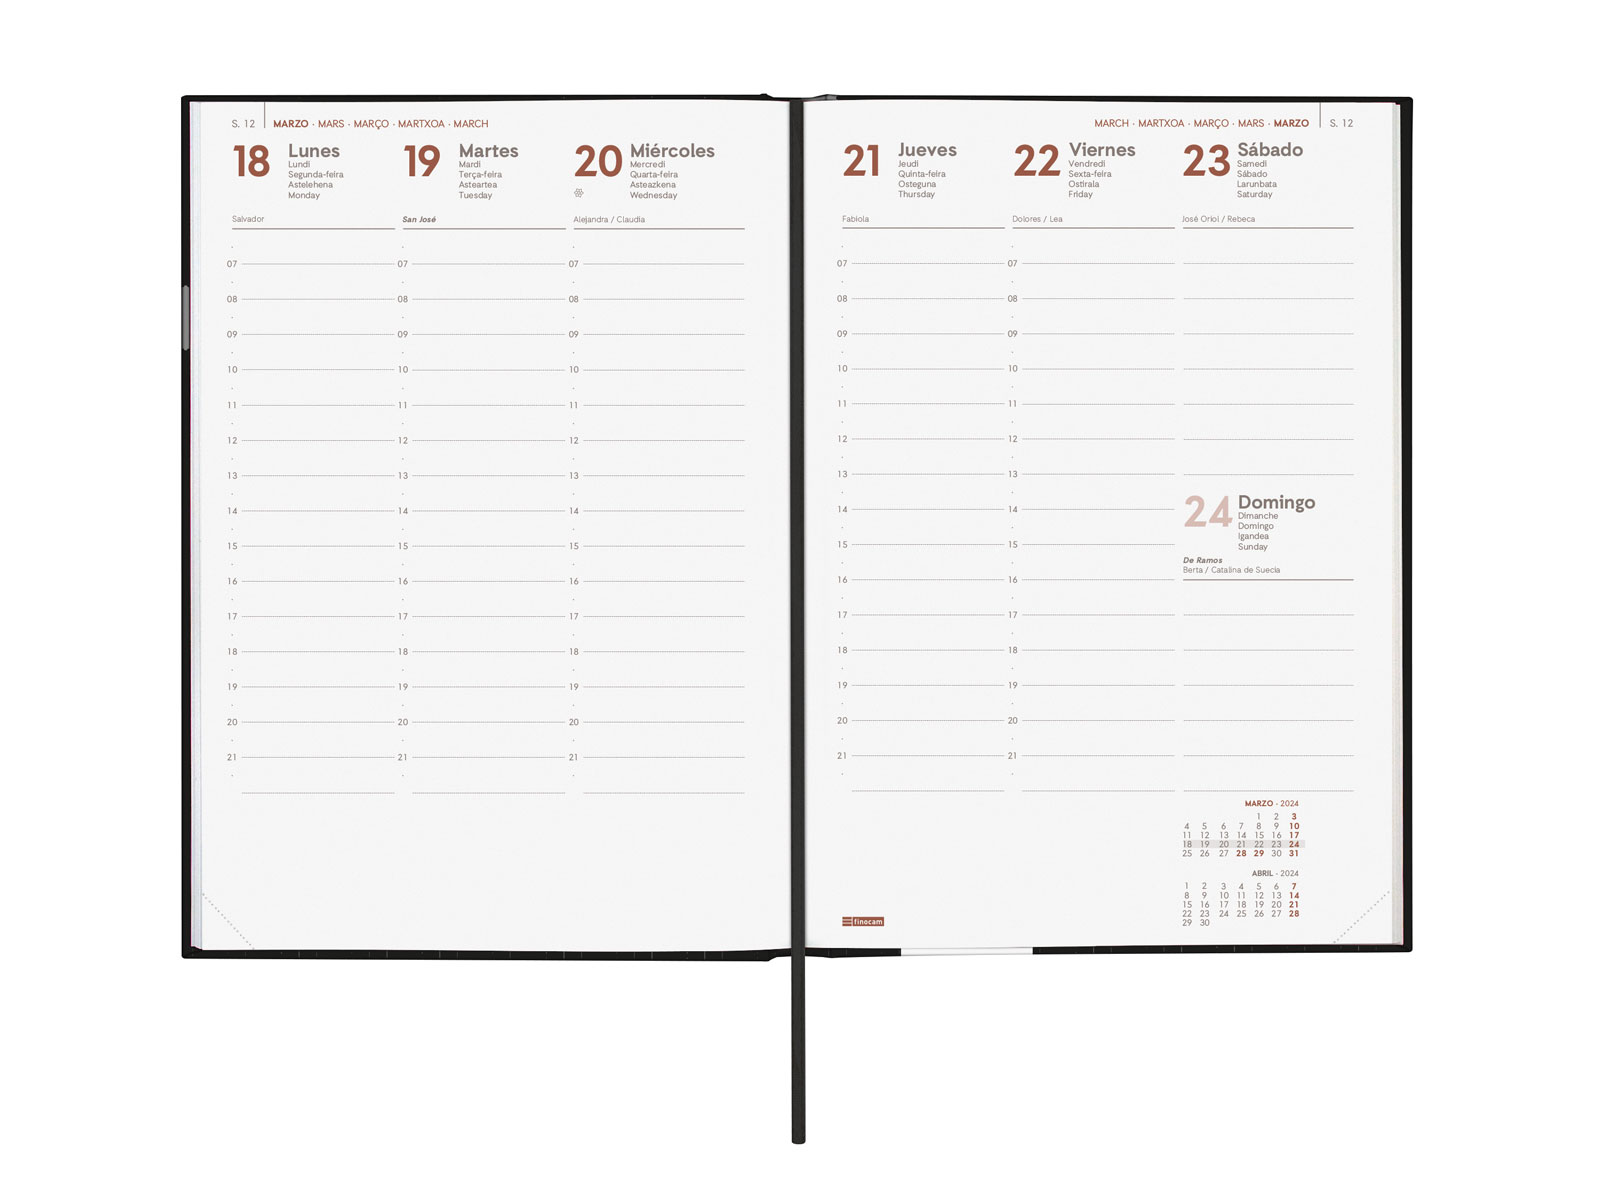 S. 12 MARZO · MARS · MARÇO · MARTXOA · MARCH
18 Lunes
Lundi
Segunda-feira
Astelehena
Monday
Salvador
07
08
09
10
11
12
13
14
15
16
17
18
19
20
21
19 Martes
Mardi
Terça-feira
Asteartea
Tuesday
San José
07
08
09
10
11
12
13
14
15
16
17
18
19
20
21
20 Miércoles
Mercredi
Quarta-feira
Asteazkena
Wednesday
Alejandra / Claudia
07
08
09
10
11
12
13
14
15
16
17
18
19
20
21
MARCH · MARTXOA · MARÇO · MARS · MARZO S. 12
21 Jueves
Jeudi
Quinta-feira
Osteguna
Thursday
Fabiola
07
08
09
10
11
12
13
14
15
16
17
18
19
20
21
22 Viernes
Vendredi
Sexta-feira
Ostirala
Friday
Dolores / Lea
07
08
09
10
11
12
13
14
15
16
17
18
19
20
21
23 Sábado
Samedi
Sábado
Larunbata
Saturday
José Oriol / Rebeca
24 Domingo
Dimanche
Domingo
Igandea
Sunday
De Ramos
Berta / Catalina de Suecia
MARZO - 2024
1 2 3
4 5 6 7 8 9 10
11 12 13 14 15 16 17
18 19 20 21 22 23 24
25 26 27 28 29 30 31
ABRIL - 2024
1 2 3 4 5 6 7
8 9 10 11 12 13 14
15 16 17 18 19 20 21
22 23 24 25 26 27 28
29 30
finocam